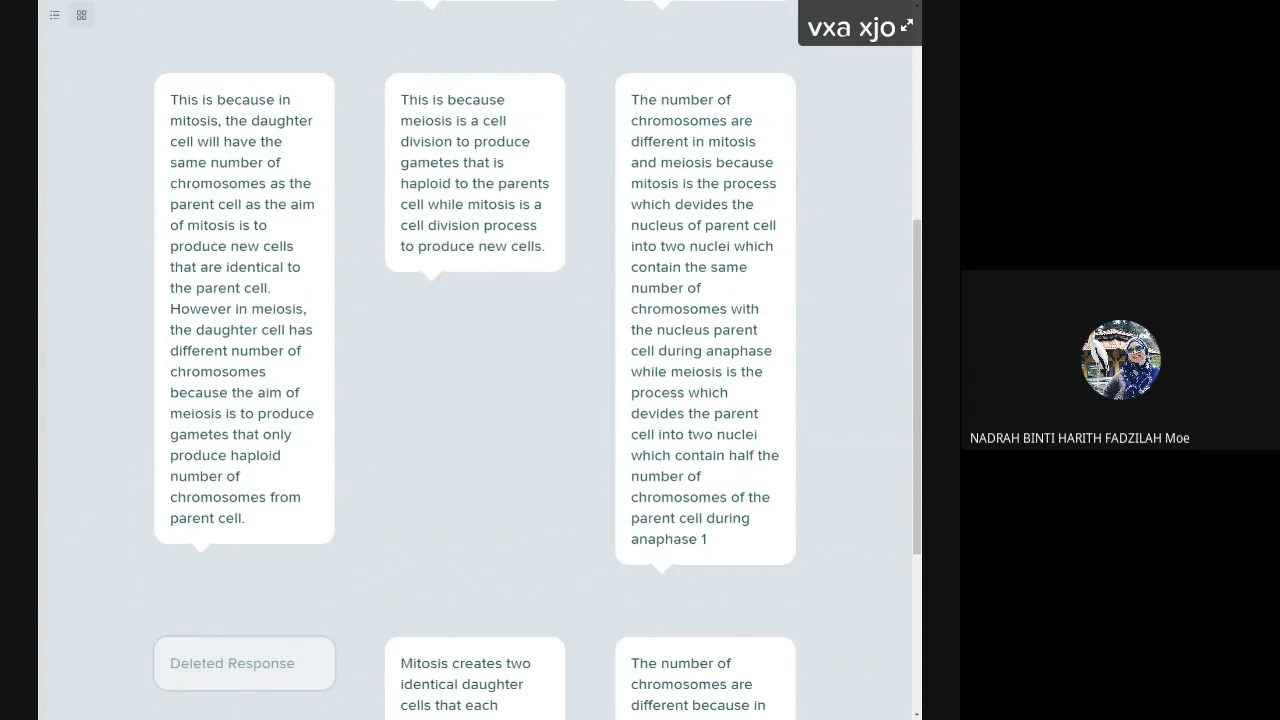 vxa xjo
This is because in
mitosis, the daughter
cell will have the
same number of
chromosomes as the
parent cell as the aim
of mitosis is to
produce new cells
that are identical to
the parent cell.
However in meiosis,
the daughter cell has
different number of
chromosomes
because the aim of
meiosis is to produce
gametes that only
produce haploid
number of
chromosomes from
parent cell.
This is because
meiosis is a cell
division to produce
gametes that is
haploid to the parents
cell while mitosis is a
cell division process
to produce new cells.
The number of
chromosomes are
different in mitosis
and meiosis because
mitosis is the process
which devides the
nucleus of parent cell
into two nuclei which
contain the same
number of
chromosomes with
the nucleus parent
cell during anaphase
while meiosis is the
process which
devides the parent
cell into two nuclei
which contain half the
number of
chromosomes of the
parent cell during
anaphase 1
Deleted Response
Mitosis creates two
identical daughter
cells that each
The number of
chromosomes are
different because in
NADRAH BINTI HARITH FADZILAH Moe